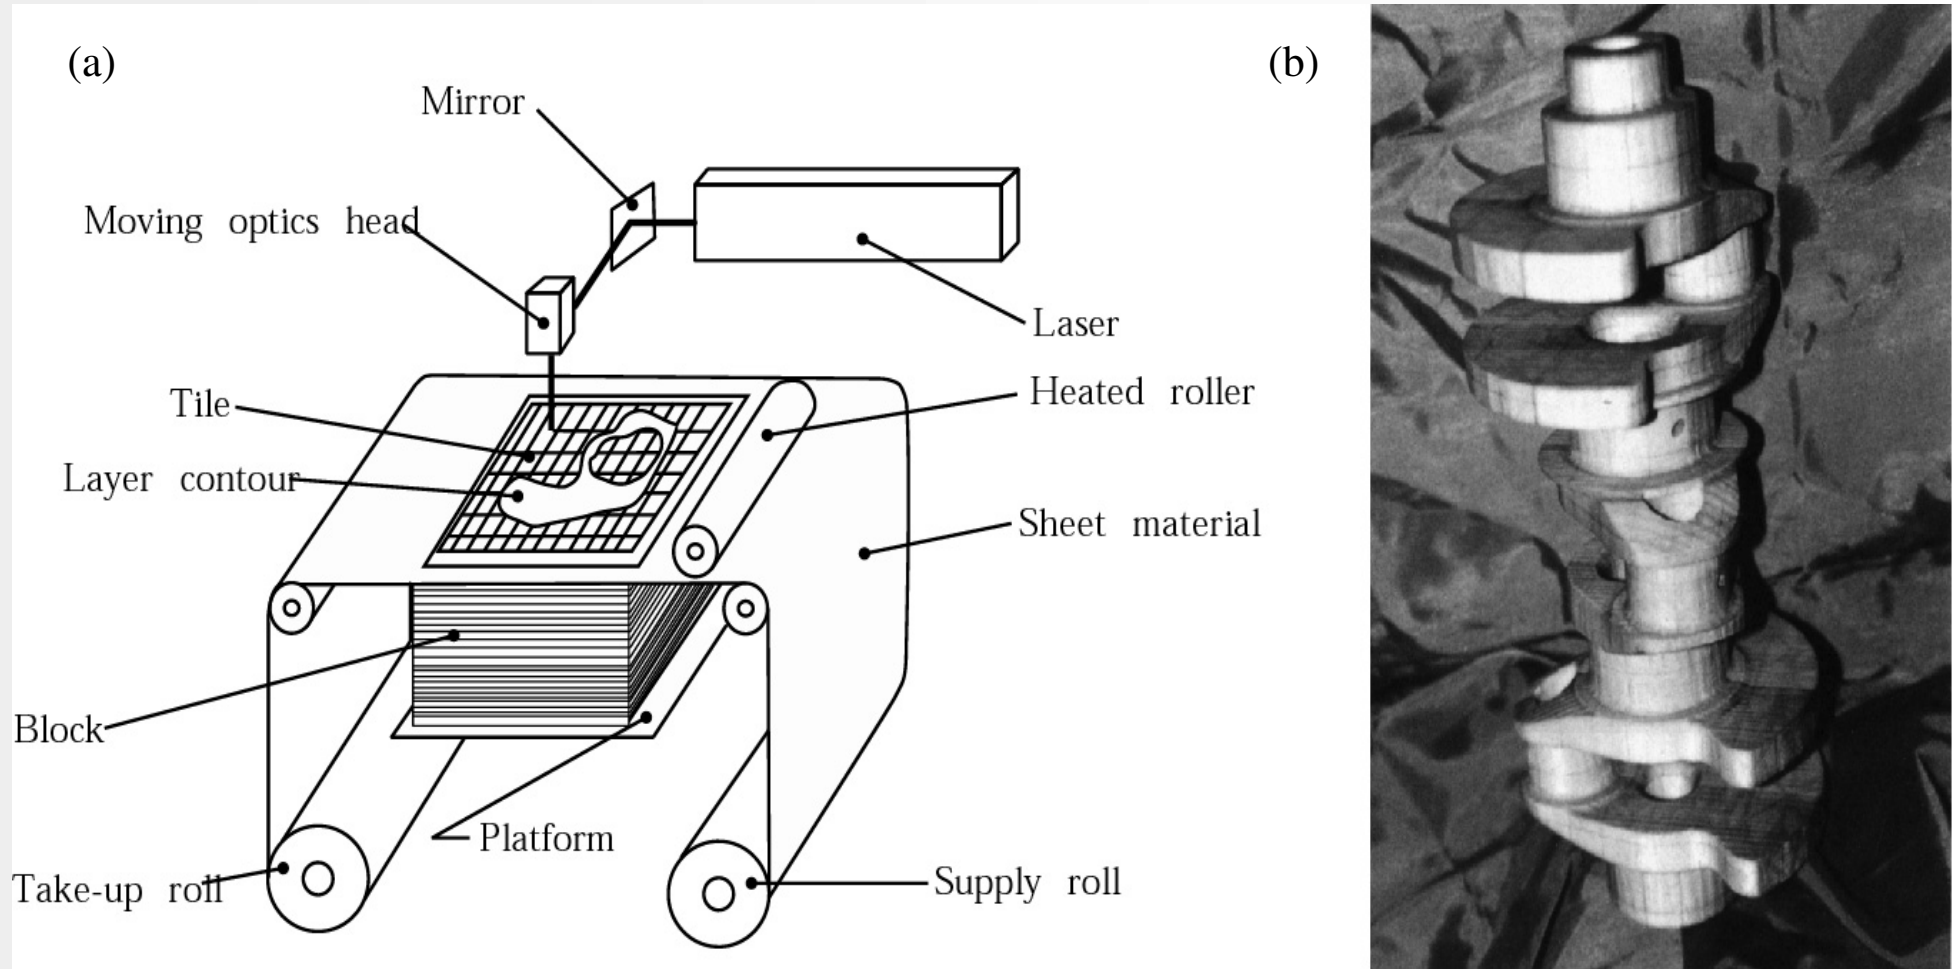 (a)
(b)
Mirror
Moving optics head
Laser
Heated roller
Tile
Layer contour
Sheet material
Block
Platform
Take-up roll
Supply roll